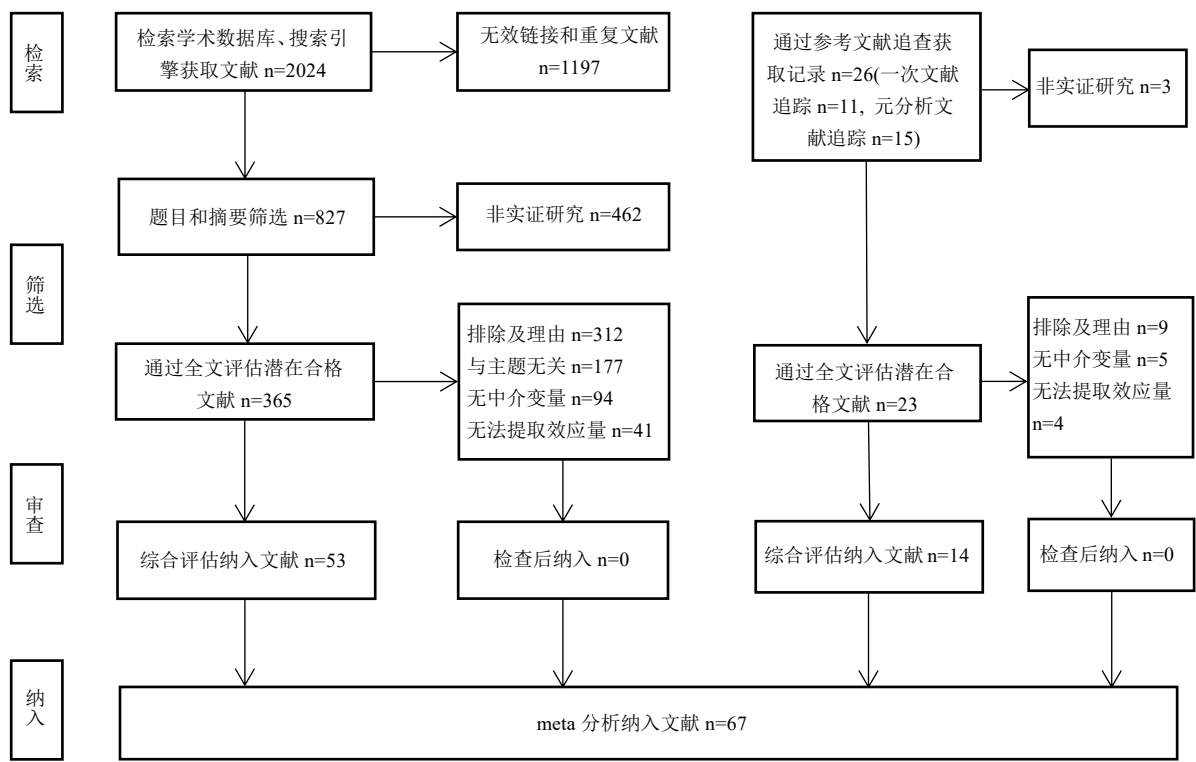 检
索
检索学术数据库、搜索引
擎获取文献 n=2024
无效链接和重复文献
n=1197
通过参考文献追查获
取记录 n=26(一次文献
追踪 n=11, 元分析文
献追踪 n=15)
非实证研究 n=3
题目和摘要筛选 n=827
非实证研究 n=462
筛
选
通过全文评估潜在合格
文献 n=365
排除及理由 n=312
与主题无关 n=177
无中介变量 n=94
无法提取效应量 n=41
通过全文评估潜在合
格文献 n=23
排除及理由 n=9
无中介变量 n=5
无法提取效应量
n=4
审
查
综合评估纳入文献 n=53
检查后纳入 n=0
综合评估纳入文献 n=14
检查后纳入 n=0
纳
入
meta 分析纳入文献 n=67